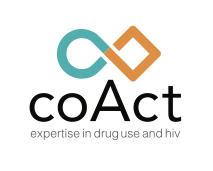 coAct
expertise in drug use and hiv